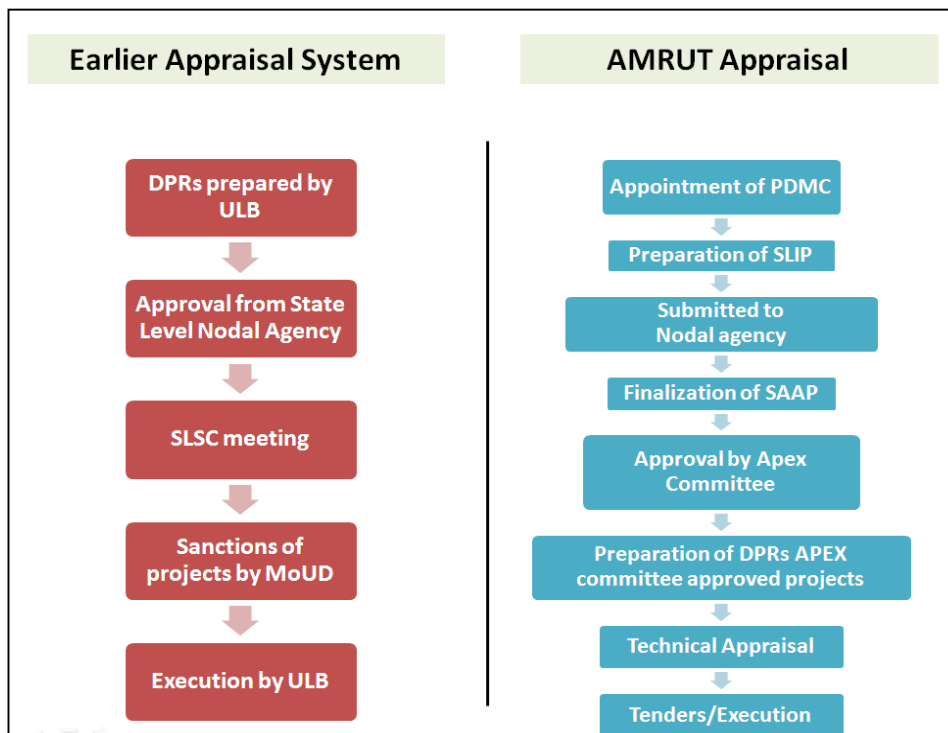 Earlier Appraisal System
DPRs prepared by
ULB
Approval from State
Level Nodal Agency
SLSC meeting
Sanctions of
projects by MoUD
Execution by ULB
AMRUT Appraisal
Appointment of PDMC
Preparation of SLIP
Submitted to
Nodal agency
Finalization of SAAP
Approval by Apex
Committee
Preparation of DPRs APEX
committee approved projects
Technical Appraisal
Tenders/Execution